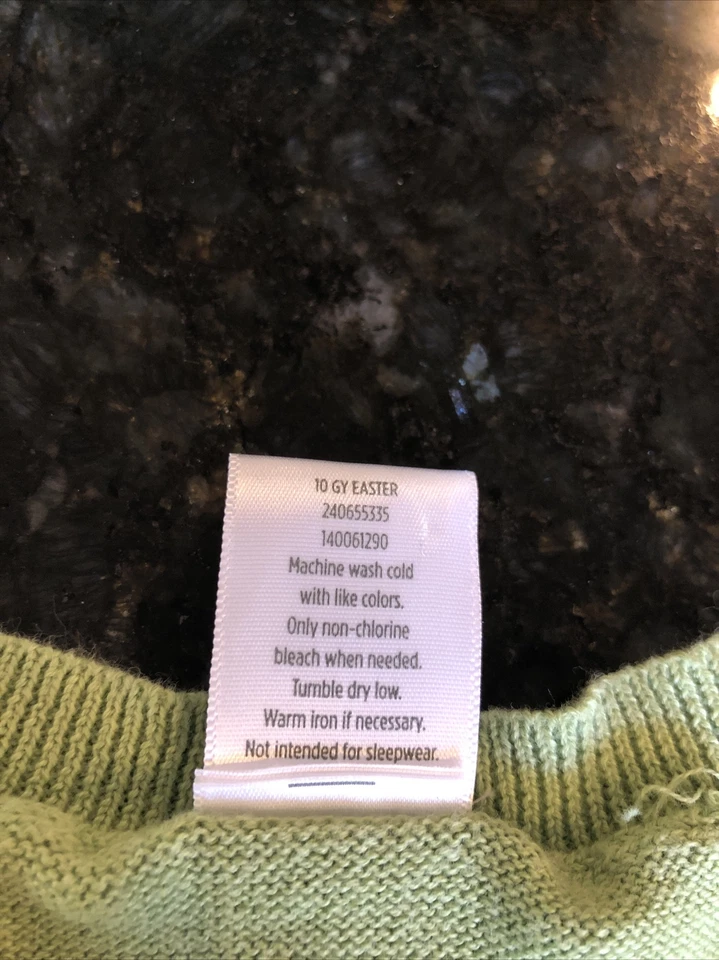 10 GY EASTER
240655335
140061290
Machine wash cold
with like colors.
Only non-chlorine
bleach when needed.
Tumble dry low.
Warm iron if necessary.
Not intended for sleepwear.